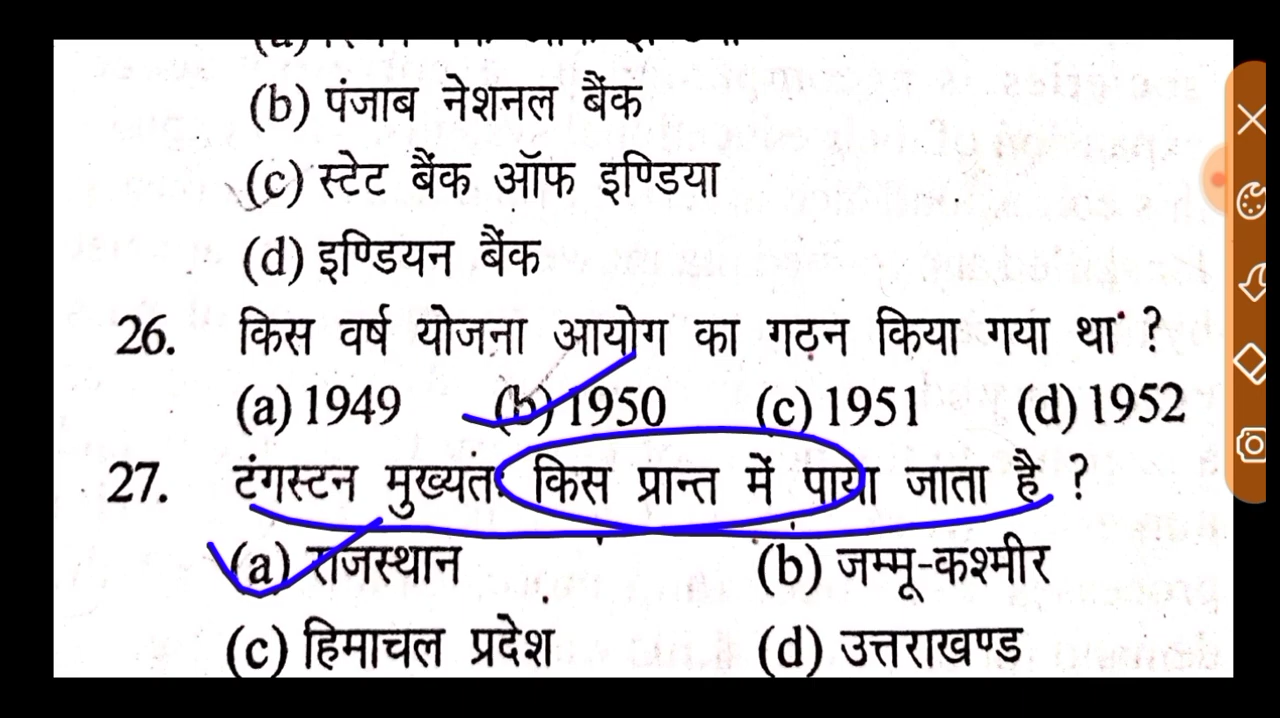 (b) पंजाब नेशनल बैंक
(c) स्टेट बैंक ऑफ इण्डिया
(d) इण्डियन बैंक
26. किस वर्ष योजना आयोग का गठन किया गया था ?
(a) 1949 (b) 1950 (c) 1951 (d) 1952
27. टंगस्टन मुख्यतः किस प्रान्त में पाया जाता है ?
(a) राजस्थान (b) जम्मू-कश्मीर
(c) हिमाचल प्रदेश (d) उत्तराखण्ड